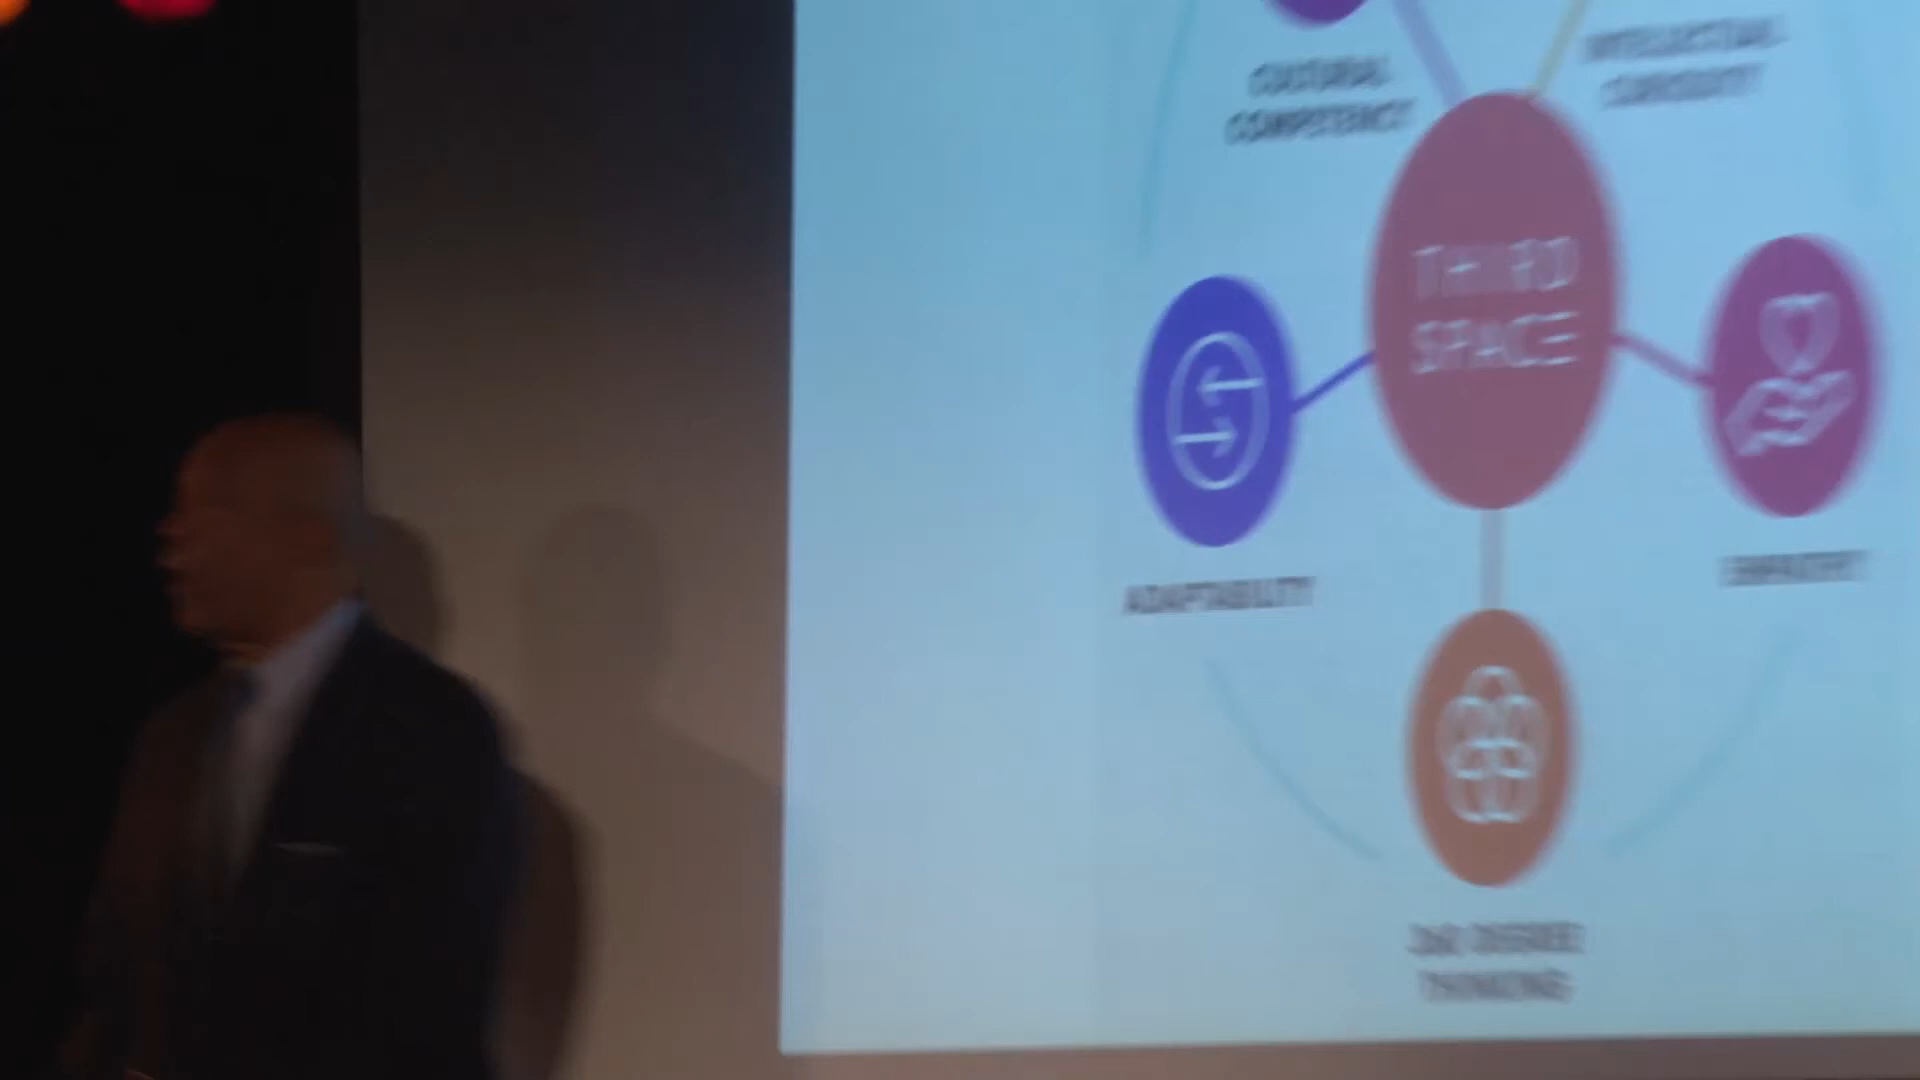 CULTURAL
COMPETENCY
INTELLECTUAL
CURIOSITY
THIRD
SPACE
ADAPTABILITY
EMPATHY
360 DEGREE
THINKING